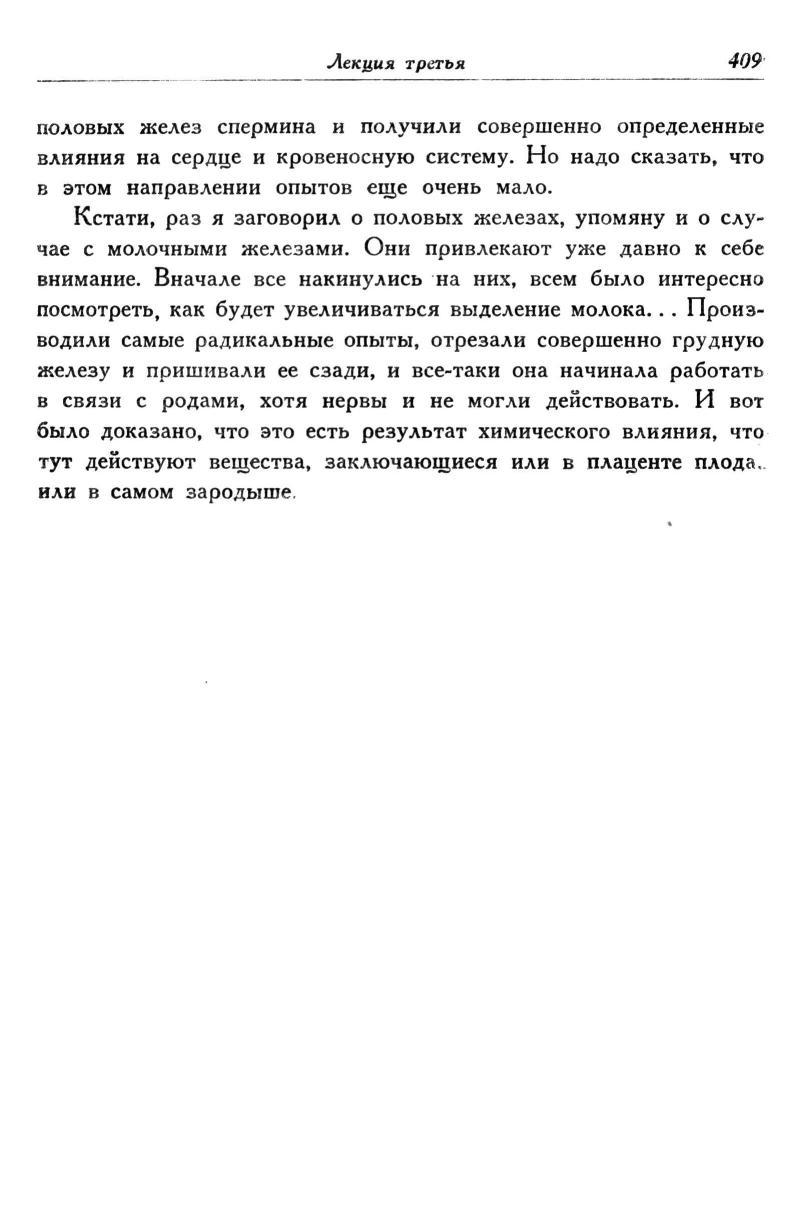 Лекция третья 409
половых желез спермина и получили совершенно определенные
влияния на сердце и кровеносную систему. Но надо сказать, что
в этом направлении опытов еще очень мало.
Кстати, раз я заговорил о половых железах, упомяну и о слу-
чае с молочными железами. Они привлекают уже давно к себе
внимание. Вначале все накинулись на них, всем было интересно
посмотреть, как будет увеличиваться выделение молока... Произ-
водили самые радикальные опыты, отрезали совершенно грудную
железу и пришивали ее сзади, и все-таки она начинала работать
в связи с родами, хотя нервы и не могли действовать. И вот
было доказано, что это есть результат химического влияния, что
тут действуют вещества, заключающиеся или в плаценте плода,
или в самом зародыше.